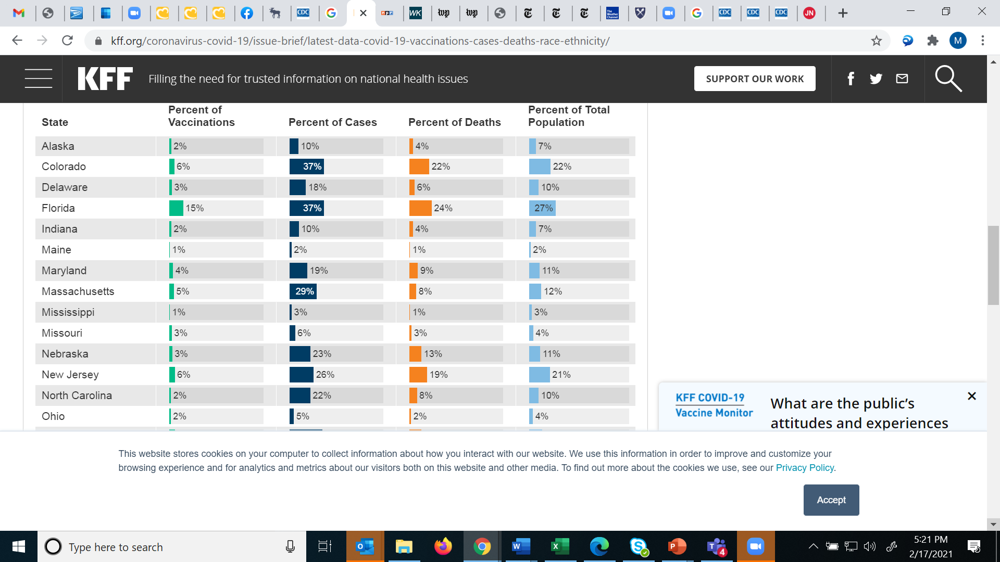 kff.org/coronavirus-covid-19/issue-brief/latest-data-covid-19-vaccinations-cases-deaths-race-ethnicity/
M
KFF
Filling the need for trusted information on national health issues
SUPPORT OUR WORK
State
Percent of
Vaccinations
Percent of Cases
Percent of Deaths
Percent of Total
Population
Alaska 2% 10% 4% 7%
Colorado 6% 37% 22% 22%
Delaware 3% 18% 6% 10%
Florida 15% 37% 24% 27%
Indiana 2% 10% 4% 7%
Maine 1% 2% 1% 2%
Maryland 4% 19% 9% 11%
Massachusetts 5% 29% 8% 12%
Mississippi 1% 3% 1% 3%
Missouri 3% 6% 3% 4%
Nebraska 3% 23% 13% 11%
New Jersey 6% 26% 19% 21%
North Carolina 2% 22% 8% 10%
Ohio 2% 5% 2% 4%
KFF COVID-19
Vaccine Monitor
What are the public’s
attitudes and experiences
This website stores cookies on your computer to collect information about how you interact with our website. We use this information in order to improve and customize your
browsing experience and for analytics and metrics about our visitors both on this website and other media. To find out more about the cookies we use, see our Privacy Policy.
Accept
Type here to search
4
5:21 PM
2/17/2021